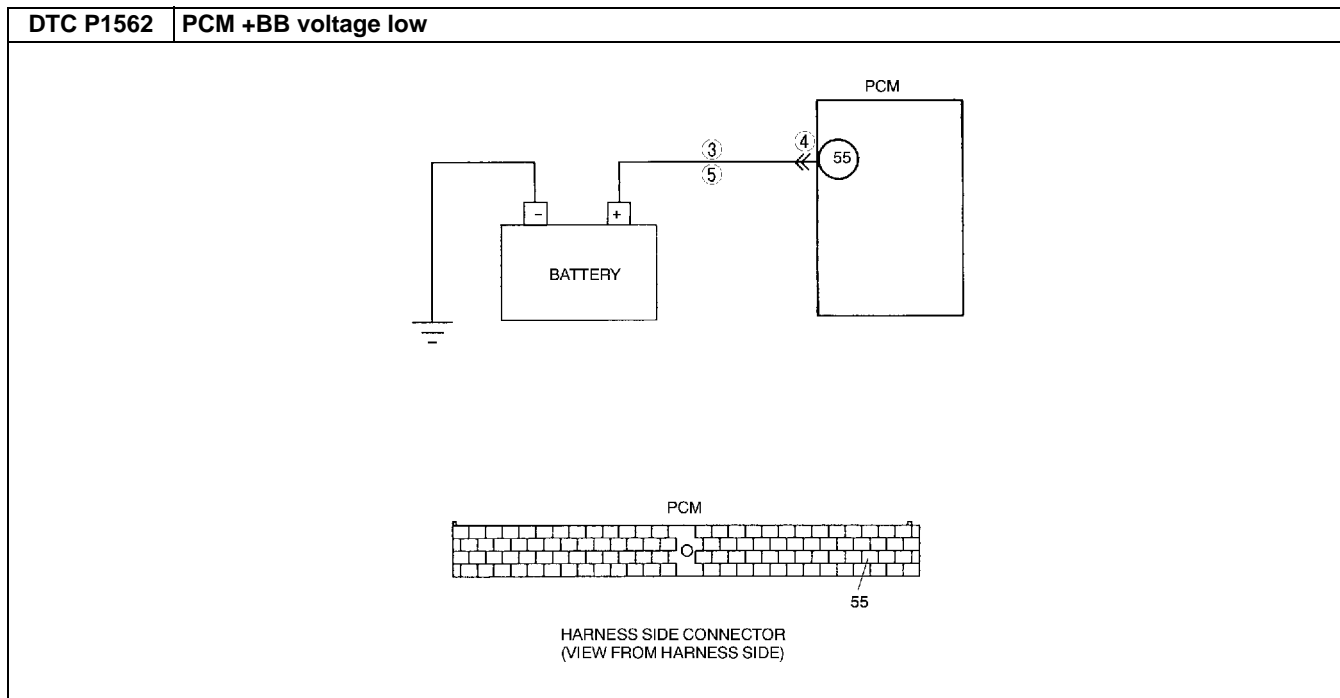 DTC P1562 PCM +BB voltage low
PCM
③
④
55
⑤
− +
BATTERY
PCM
55
HARNESS SIDE CONNECTOR
(VIEW FROM HARNESS SIDE)